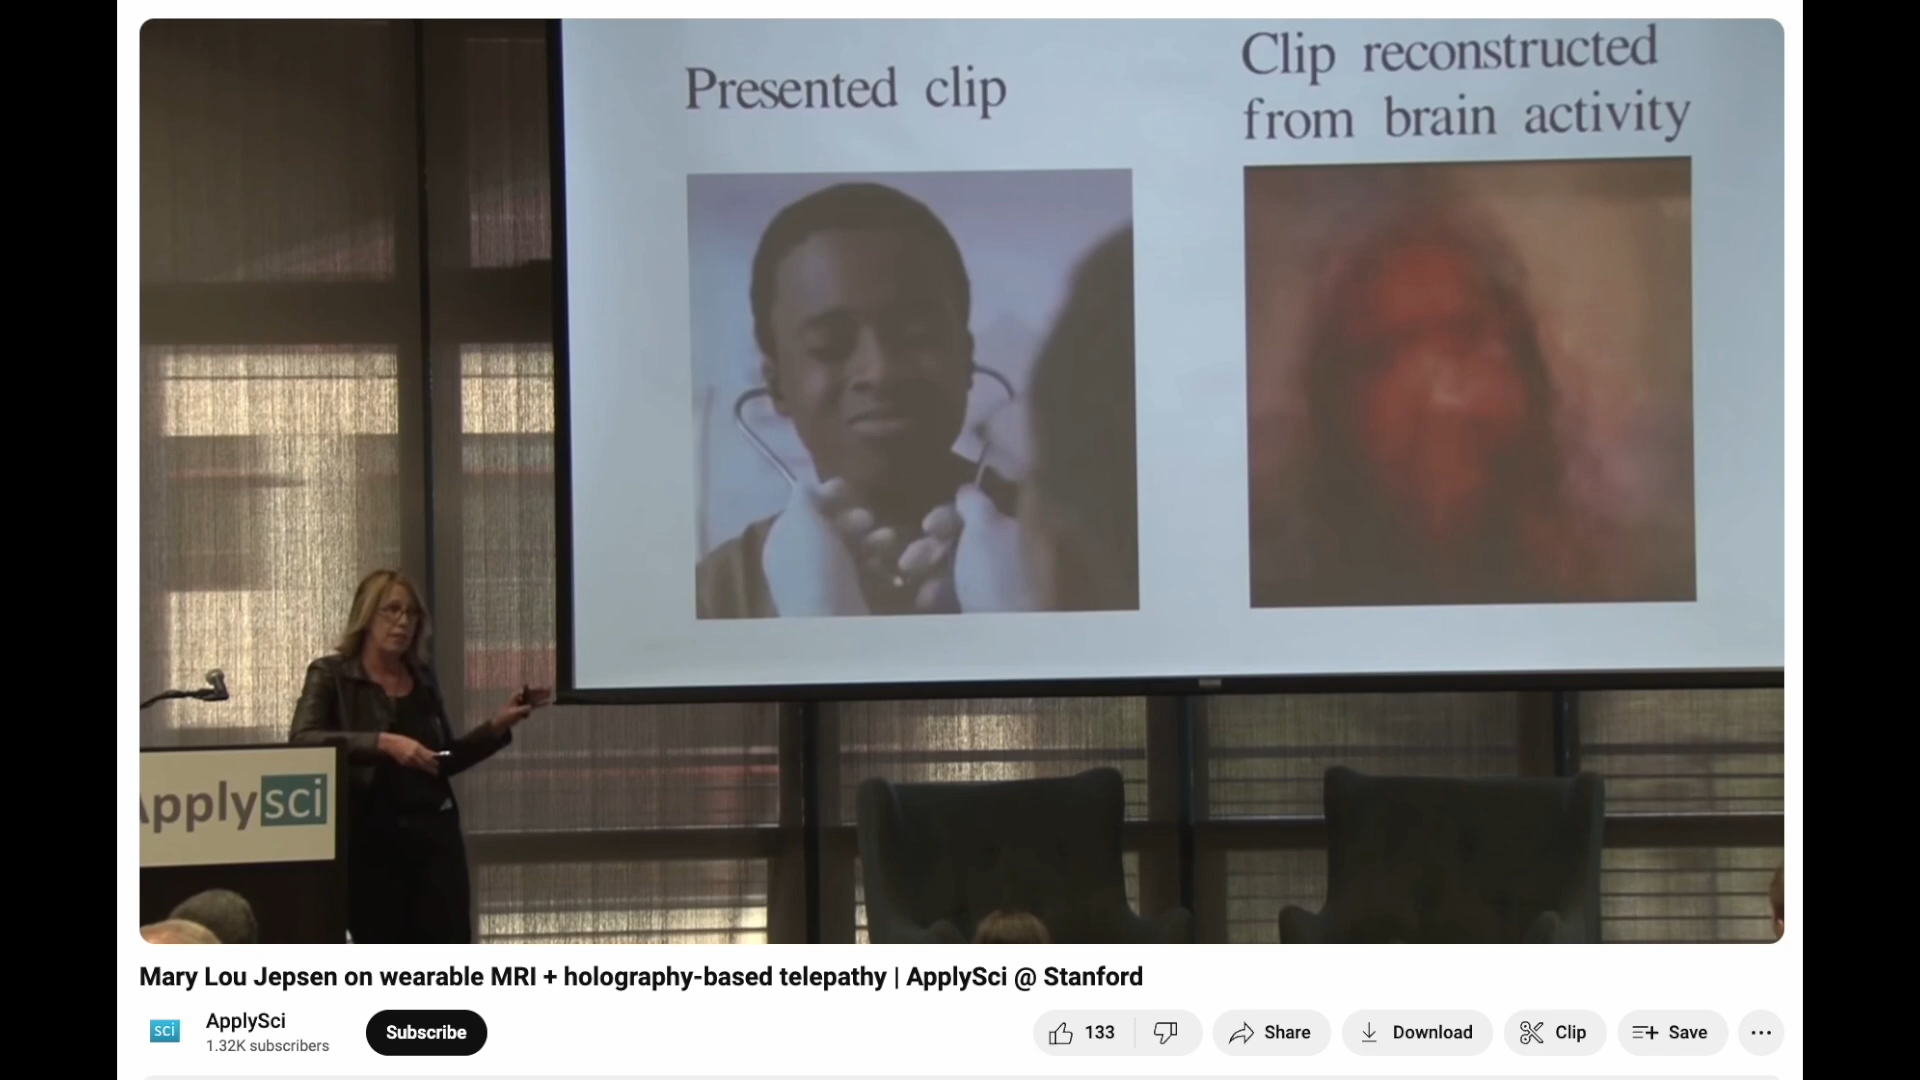 Presented clip
Clip reconstructed
from brain activity
Applysci
Mary Lou Jepsen on wearable MRI + holography-based telepathy | ApplySci @ Stanford
sci
ApplySci
1.32K subscribers
Subscribe
133
Share
Download
Clip
Save